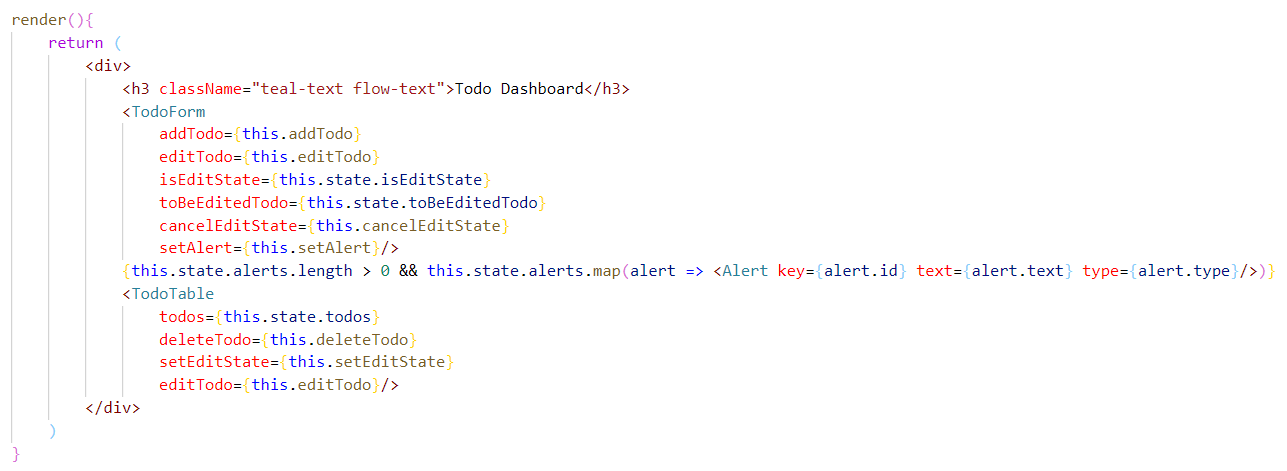 render(){
    return (
        <div>
            <h3 className="teal-text flow-text">Todo Dashboard</h3>
            <TodoForm
                addTodo={this.addTodo}
                editTodo={this.editTodo}
                isEditState={this.state.isEditState}
                toBeEditedTodo={this.state.toBeEditedTodo}
                cancelEditState={this.cancelEditState}
                setAlert={this.setAlert}/>
            {this.state.alerts.length > 0 && this.state.alerts.map(alert => <Alert key={alert.id} text={alert.text} type={alert.type}/>)}
            <TodoTable
                todos={this.state.todos}
                deleteTodo={this.deleteTodo}
                setEditState={this.setEditState}
                editTodo={this.editTodo}/>
        </div>
    )
}